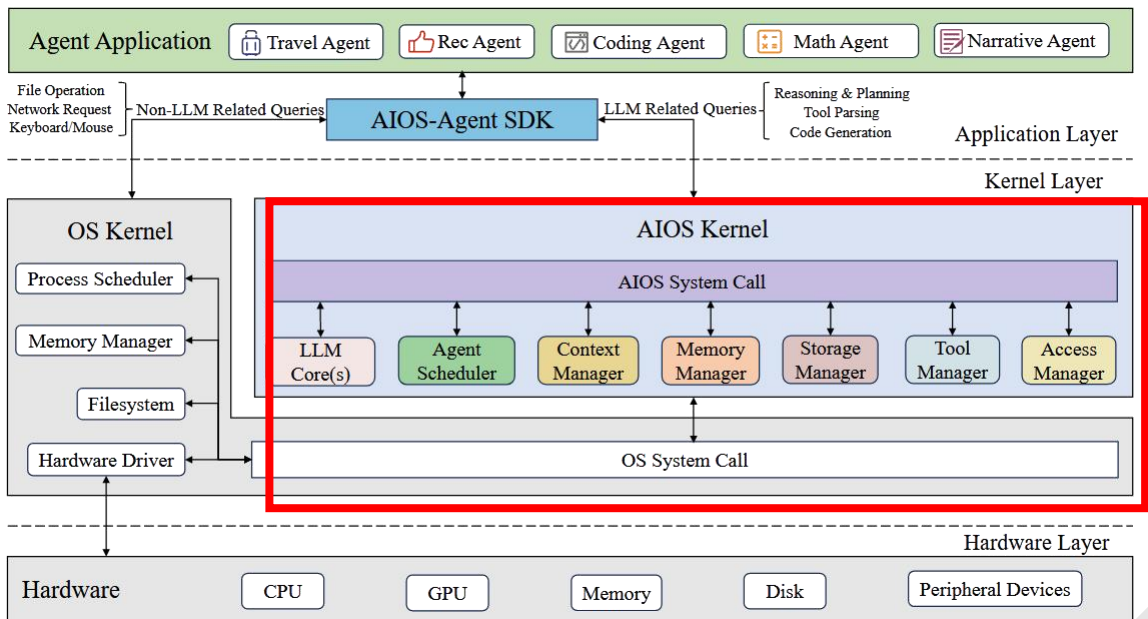 Agent Application
Travel Agent
Rec Agent
Coding Agent
Math Agent
Narrative Agent
File Operation
Network Request
Keyboard/Mouse
Non-LLM Related Queries
AIOS-Agent SDK
LLM Related Queries
Reasoning & Planning
Tool Parsing
Code Generation
Application Layer
Kernel Layer
OS Kernel
Process Scheduler
Memory Manager
Filesystem
Hardware Driver
AIOS Kernel
AIOS System Call
LLM
Core(s)
Agent
Scheduler
Context
Manager
Memory
Manager
Storage
Manager
Tool
Manager
Access
Manager
OS System Call
Hardware Layer
Hardware
CPU
GPU
Memory
Disk
Peripheral Devices